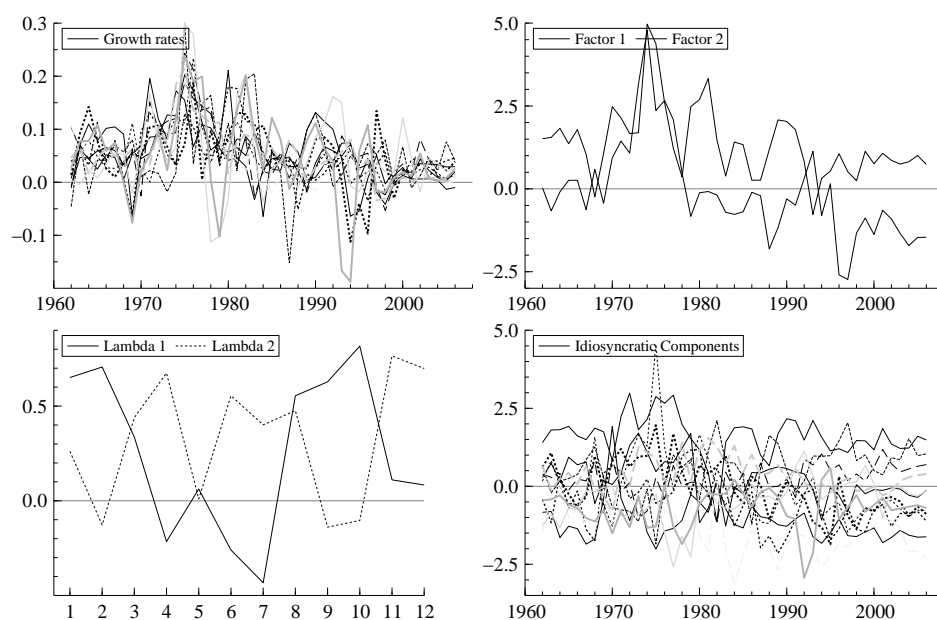 0.3
0.2
0.1
0.0
−0.1
Growth rates
1960 1970 1980 1990 2000
5.0
2.5
0.0
−2.5
Factor 1 Factor 2
1960 1970 1980 1990 2000
0.5
0.0
Lambda 1 Lambda 2
1 2 3 4 5 6 7 8 9 10 11 12
5.0
2.5
0.0
−2.5
Idiosyncratic Components
1960 1970 1980 1990 2000